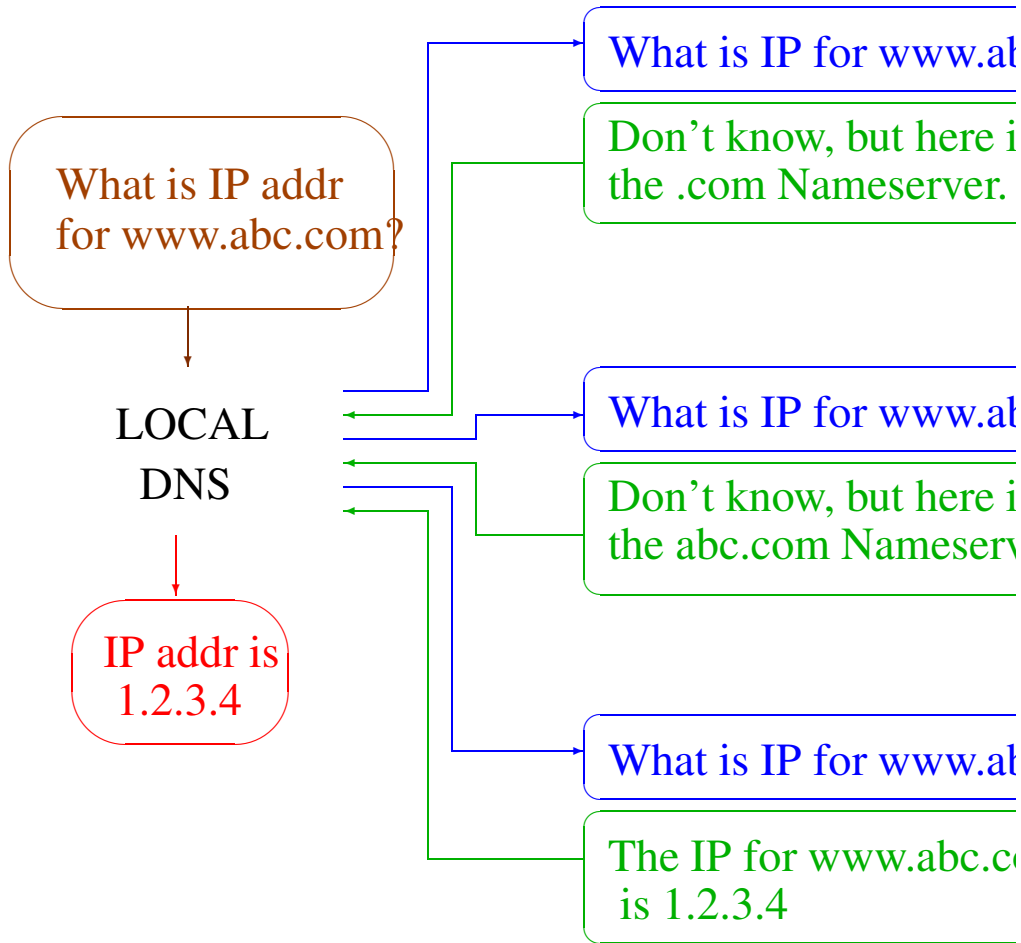 What is IP addr
for www.abc.com?
LOCAL
DNS
IP addr is
1.2.3.4
What is IP for
Don't know, but here
the .com Nameserver.
What is IP for
Don't know, but here
the abc.com
What is IP for
The IP for
is 1.2.3.4